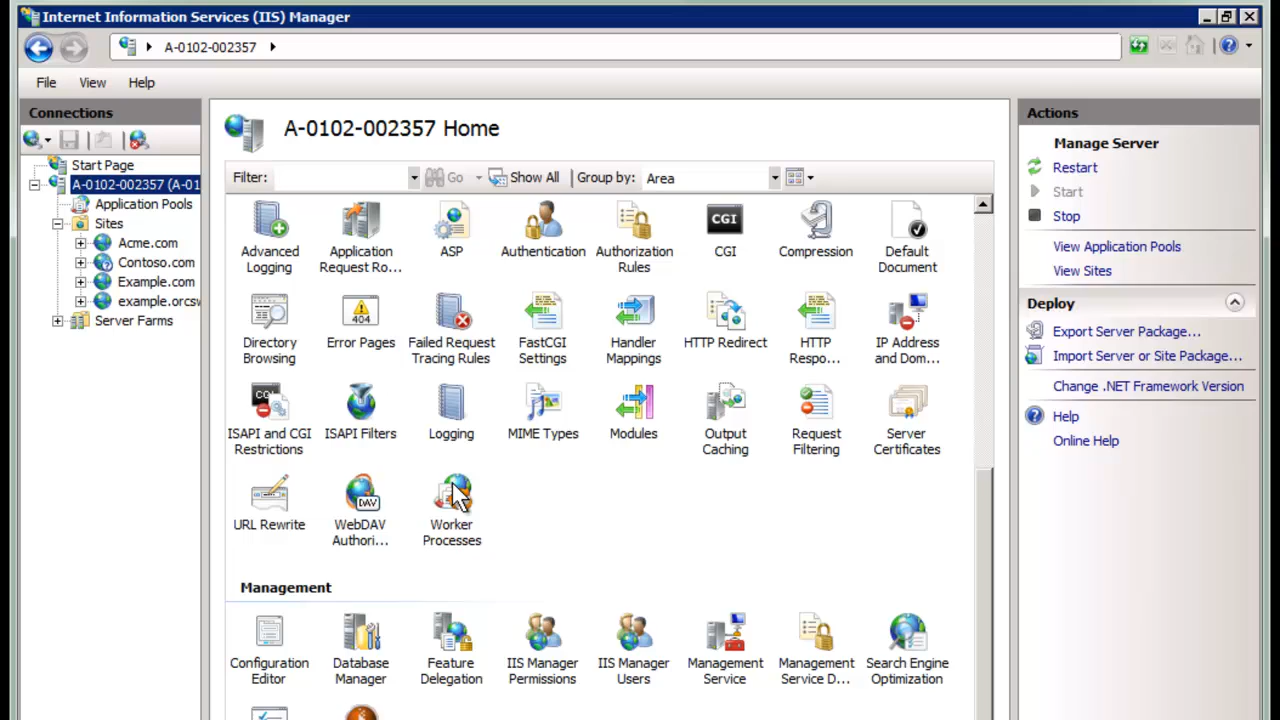 Internet Information Services (IIS) Manager
A-0102-002357
File View Help
Connections
Start Page
A-0102-002357 (A-01
Application Pools
Sites
Acme.com
Contoso.com
Example.com
example.orcsw
Server Farms
A-0102-002357 Home
Filter: Go Show All Group by: Area
Advanced Logging
Application Request Ro...
ASP
Authentication
Authorization Rules
CGI
CGI
Compression
Default Document
Directory Browsing
404
Error Pages
Failed Request Tracing Rules
FastCGI Settings
Handler Mappings
HTTP Redirect
HTTP Respo...
IP Address and Dom...
CGI
ISAPI and CGI Restrictions
ISAPI Filters
Logging
MIME Types
Modules
Output Caching
Request Filtering
Server Certificates
URL Rewrite
DAV
WebDAV Authori...
Worker Processes
Management
Configuration Editor
Database Manager
Feature Delegation
IIS Manager Permissions
IIS Manager Users
Management Service
Management Service D...
Search Engine Optimization
Actions
Manage Server
Restart
Start
Stop
View Application Pools
View Sites
Deploy
Export Server Package...
Import Server or Site Package...
Change .NET Framework Version
Help
Online Help